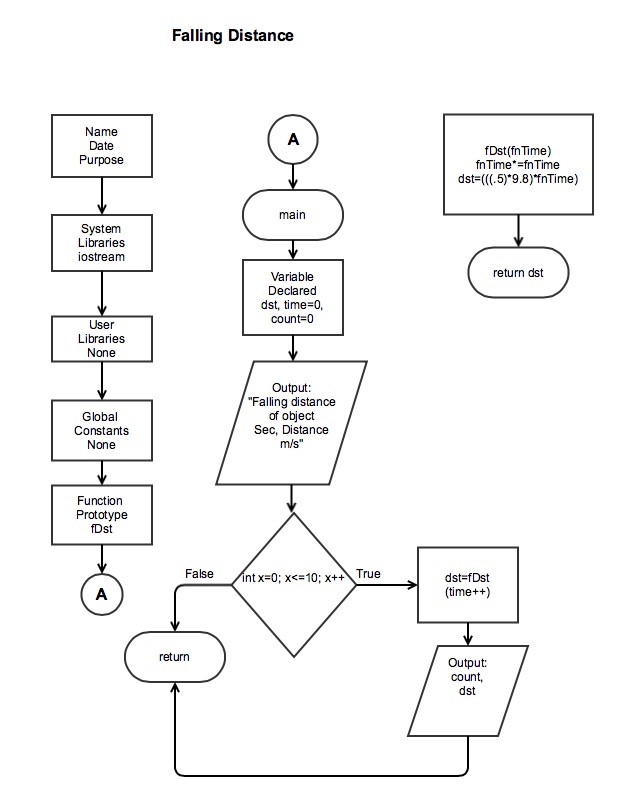 Falling Distance
Name
Date
Purpose
System
Libraries
iostream
User
Libraries
None
Global
Constants
None
Function
Prototype
fDst
A
A
main
Variable
Declared
dst, time=0,
count=0
Output:
"Falling distance
of object
Sec, Distance
m/s"
int x=0; x<=10; x++
False
True
return
dst=fDst
(time++)
Output:
count,
dst
fDst(fnTime)
fnTime*=fnTime
dst=(((.5)*9.8)*fnTime)
return dst